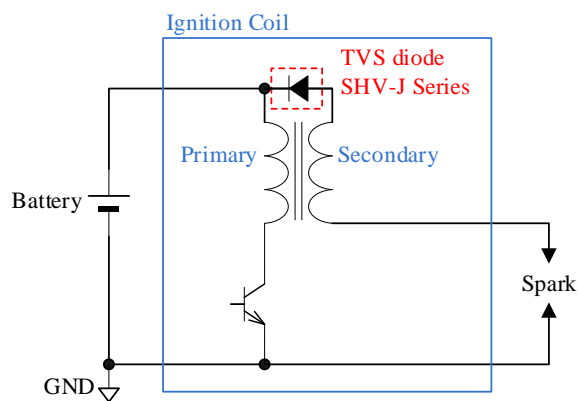 Ignition Coil
TVS diode
SHV-J Series
Primary
Secondary
Battery
Spark
GND